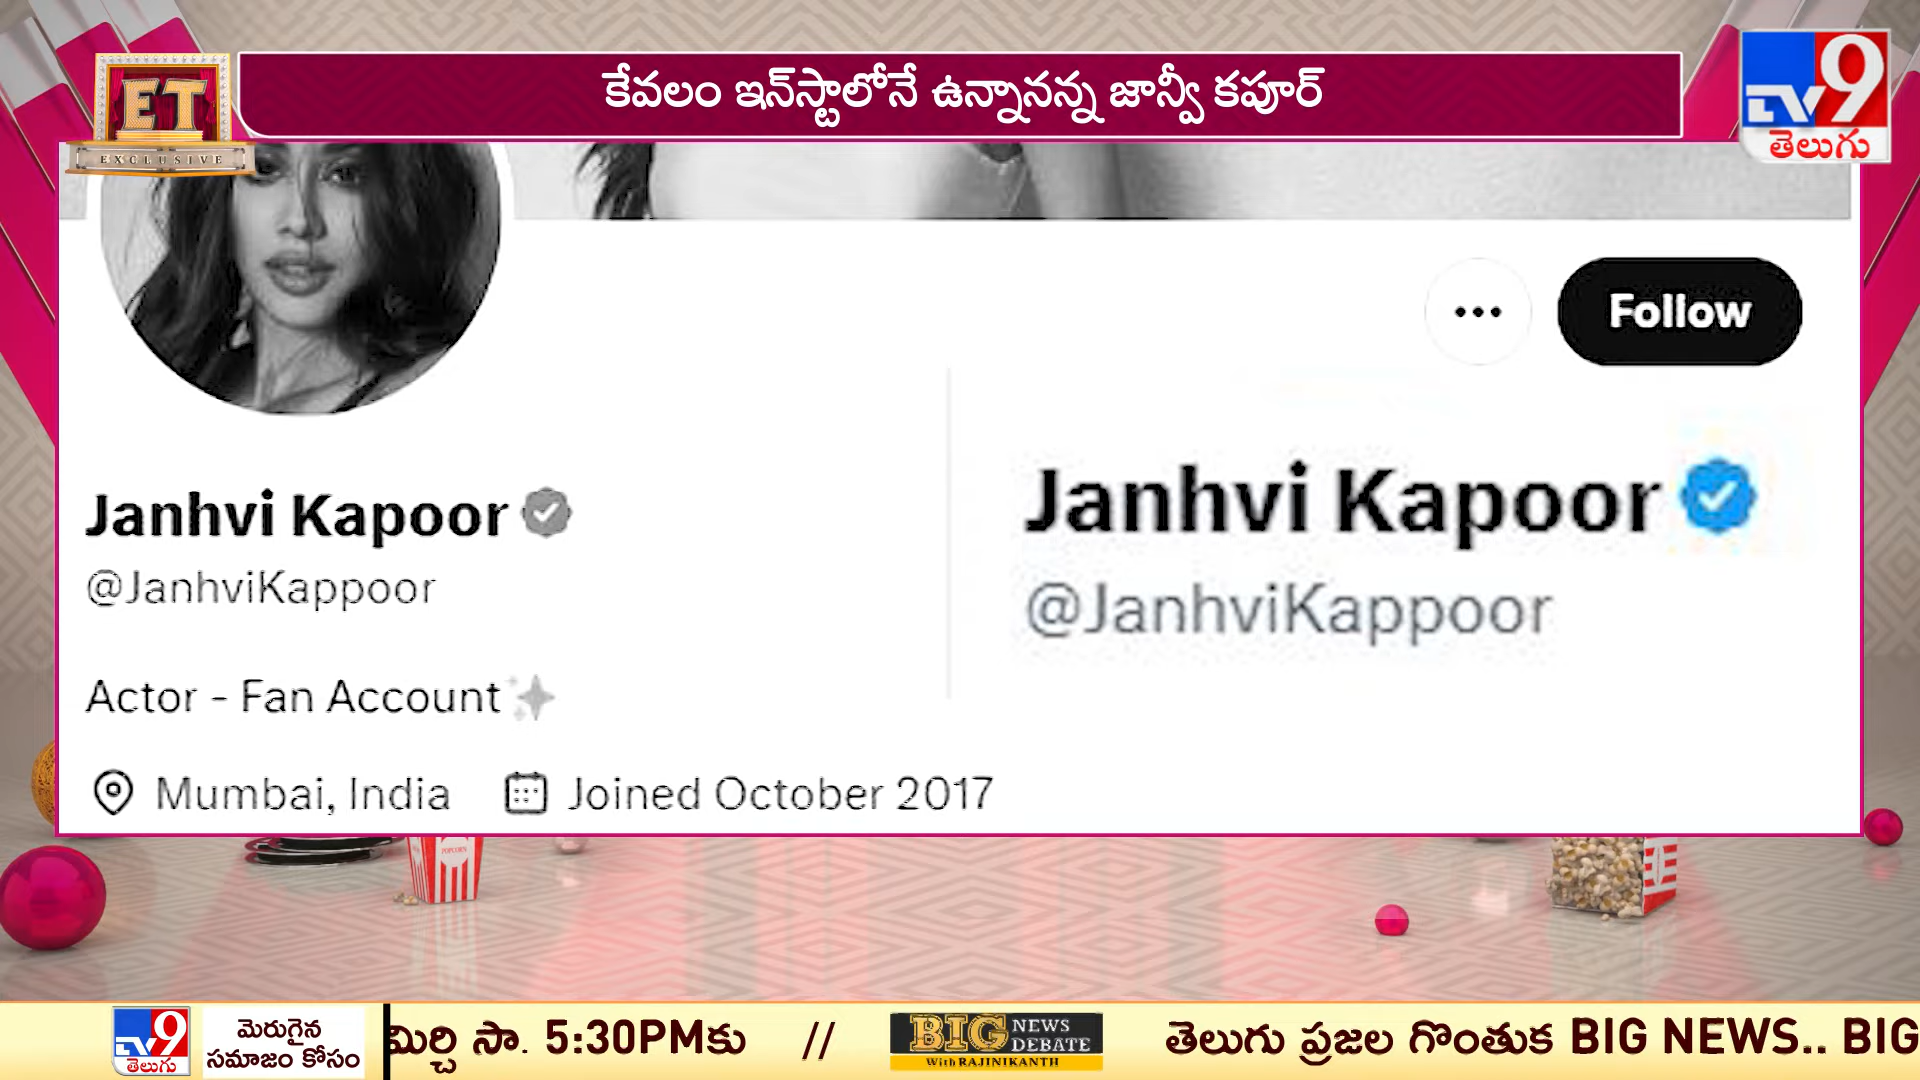 ET
EXCLUSIVE
కేవలం ఇన్‌స్టాలోనే ఉన్నానన్న జాన్వీ కపూర్
TV9
తెలుగు
Follow
Janhvi Kapoor
@JanhviKappoor
Actor - Fan Account
Mumbai, India
Joined October 2017
Janhvi Kapoor
@JanhviKappoor
POPCORN
TV9
తెలుగు
మెరుగైన
సమాజం కోసం
మిర్చి సా. 5:30PMకు // BIG NEWS DEBATE With RAJINIKANTH తెలుగు ప్రజల గొంతుక BIG NEWS.. BIG